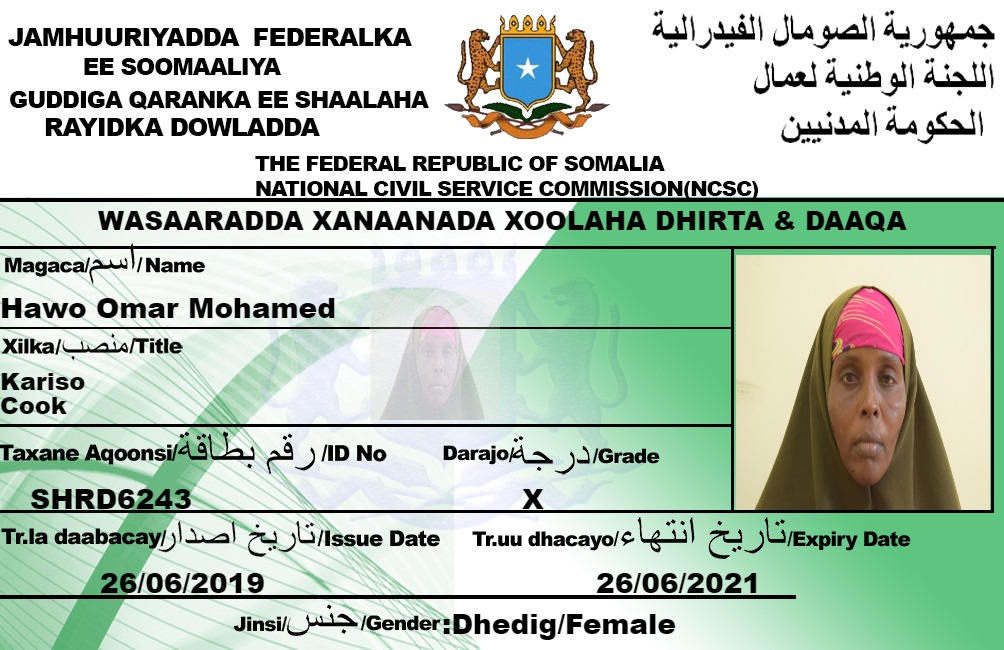 JAMHUURIYADDA FEDERALKA
EE SOOMAALIYA
GUDDIGA QARANKA EE SHAALAHA
RAYIDKA DOWLADDA
جمهورية الصومال الفيدرالية
اللجنة الوطنية لعمال
الحكومة المدنيين
THE FEDERAL REPUBLIC OF SOMALIA
NATIONAL CIVIL SERVICE COMMISSION(NCSC)
WASAARADDA XANAANADA XOOLAHA DHIRTA & DAAQA
Magaca/اسم/Name
Hawo Omar Mohamed
Xilka/منصب/Title
Kariso
Cook
Taxane Aqoonsi/رقم بطاقة/ID No Darajo/درجة/Grade
SHRD6243 X
Tr.la daabacay/تاريخ اصدار/Issue Date Tr.uu dhacayo/تاريخ انتهاء/Expiry Date
26/06/2019 26/06/2021
Jinsi/جنس/Gender:Dhedig/Female